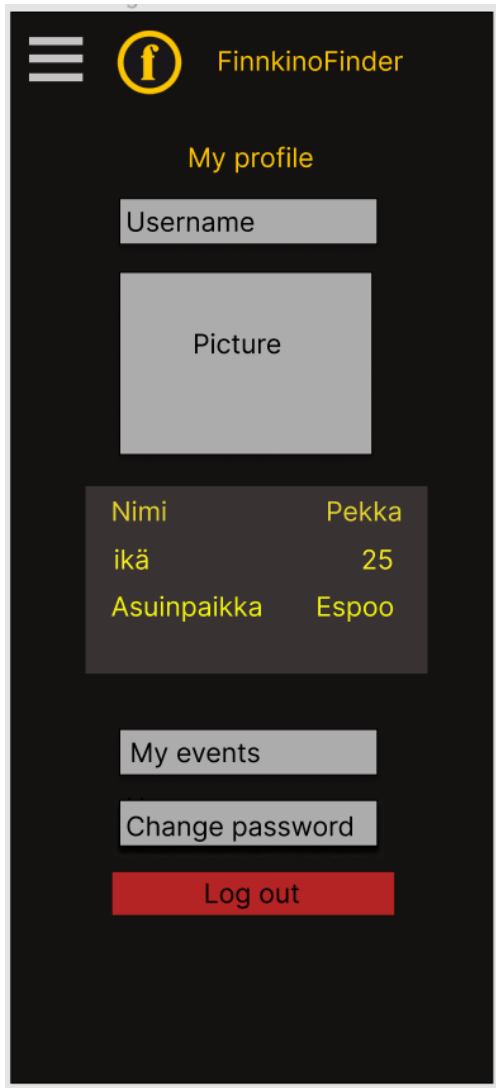 f FinnkinoFinder
My profile
Username
Picture
Nimi Pekka
ikä 25
Asuinpaikka Espoo
My events
Change password
Log out